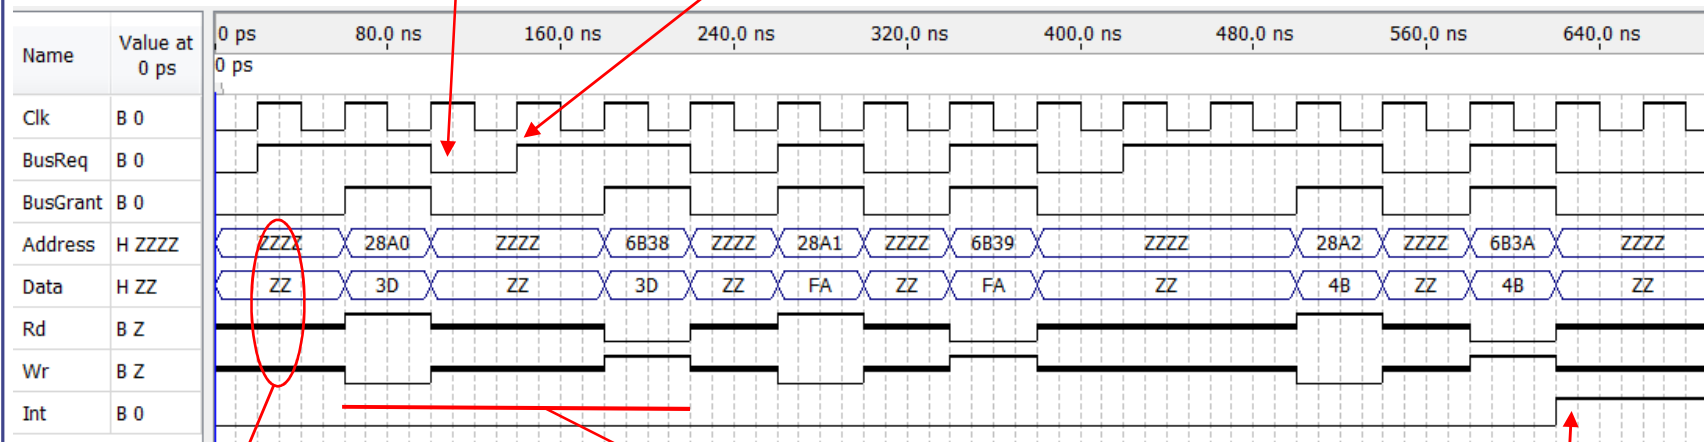 Name Value at 0 ps
0 ps 80.0 ns 160.0 ns 240.0 ns 320.0 ns 400.0 ns 480.0 ns 560.0 ns 640.0 ns
0 ps
Clk B 0
BusReq B 0
BusGrant B 0
Address H ZZZZ ZZZZ 28A0 ZZZZ 6B38 ZZZZ 28A1 ZZZZ 6B39 ZZZZ 28A2 ZZZZ 6B3A ZZZZ
Data H ZZ ZZ 3D ZZ 3D ZZ FA ZZ FA ZZ 4B ZZ 4B ZZ
Rd B Z
Wr B Z
Int B 0